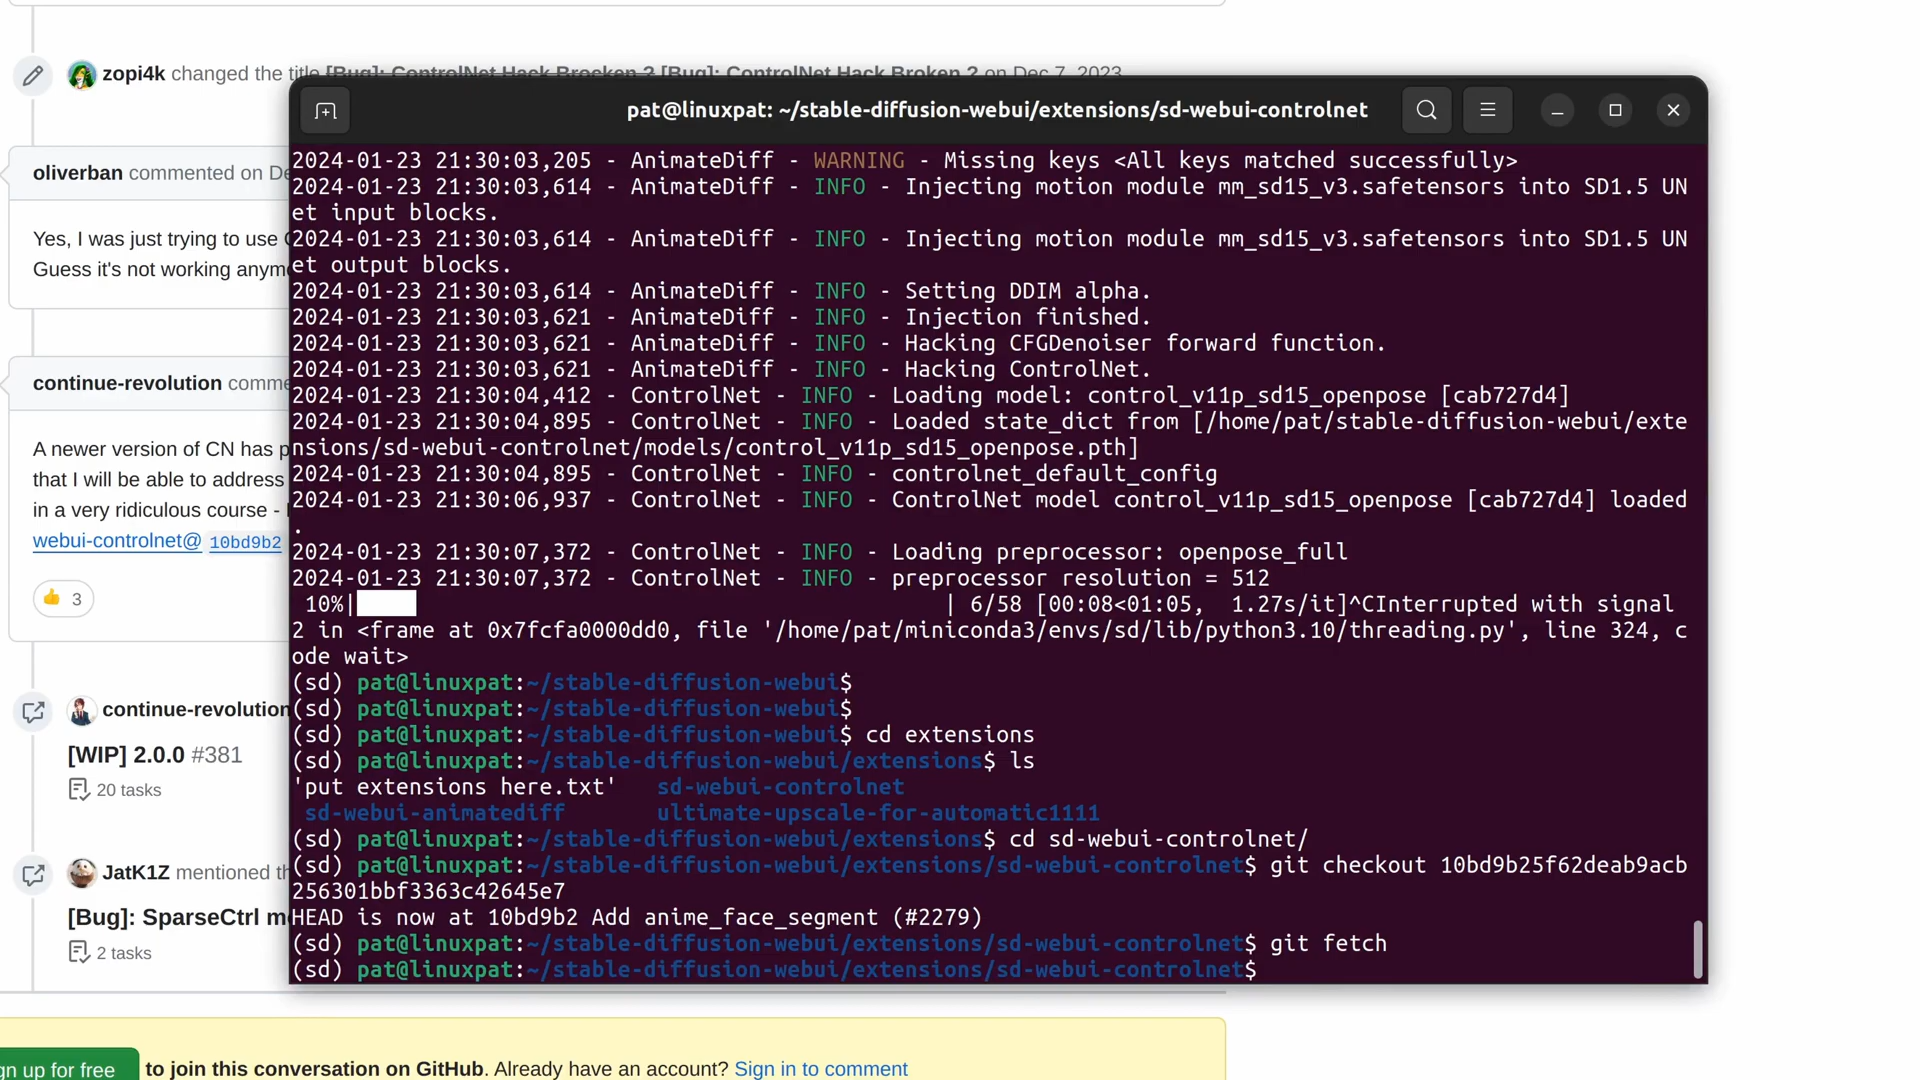 zopi4k changed the title [Bug]: ControlNet Hack Brocken ? [Bug]: ControlNet Hack Broken ? on Dec 7, 2023
pat@linuxpat: ~/stable-diffusion-webui/extensions/sd-webui-controlnet
oliverban commented on De
Yes, I was just trying to use
Guess it's not working anym
continue-revolution comme
A newer version of CN has p
that I will be able to address
in a very ridiculous course -
webui-controlnet@ 10bd9b2
👍 3
continue-revolution
[WIP] 2.0.0 #381
20 tasks
JatK1Z mentioned th
[Bug]: SparseCtrl m
2 tasks
2024-01-23 21:30:03,205 - AnimateDiff - WARNING - Missing keys <All keys matched successfully>
2024-01-23 21:30:03,614 - AnimateDiff - INFO - Injecting motion module mm_sd15_v3.safetensors into SD1.5 UN
et input blocks.
2024-01-23 21:30:03,614 - AnimateDiff - INFO - Injecting motion module mm_sd15_v3.safetensors into SD1.5 UN
et output blocks.
2024-01-23 21:30:03,614 - AnimateDiff - INFO - Setting DDIM alpha.
2024-01-23 21:30:03,621 - AnimateDiff - INFO - Injection finished.
2024-01-23 21:30:03,621 - AnimateDiff - INFO - Hacking CFGDenoiser forward function.
2024-01-23 21:30:03,621 - AnimateDiff - INFO - Hacking ControlNet.
2024-01-23 21:30:04,412 - ControlNet - INFO - Loading model: control_v11p_sd15_openpose [cab727d4]
2024-01-23 21:30:04,895 - ControlNet - INFO - Loaded state_dict from [/home/pat/stable-diffusion-webui/exte
nsions/sd-webui-controlnet/models/control_v11p_sd15_openpose.pth]
2024-01-23 21:30:04,895 - ControlNet - INFO - controlnet_default_config
2024-01-23 21:30:06,937 - ControlNet - INFO - ControlNet model control_v11p_sd15_openpose [cab727d4] loaded
.
2024-01-23 21:30:07,372 - ControlNet - INFO - Loading preprocessor: openpose_full
2024-01-23 21:30:07,372 - ControlNet - INFO - preprocessor resolution = 512
10%| | 6/58 [00:08<01:05, 1.27s/it]^CInterrupted with signal
2 in <frame at 0x7fcfa0000dd0, file '/home/pat/miniconda3/envs/sd/lib/python3.10/threading.py', line 324, c
ode wait>
(sd) pat@linuxpat:~/stable-diffusion-webui$
(sd) pat@linuxpat:~/stable-diffusion-webui$
(sd) pat@linuxpat:~/stable-diffusion-webui$ cd extensions
(sd) pat@linuxpat:~/stable-diffusion-webui/extensions$ ls
'put extensions here.txt' sd-webui-controlnet
sd-webui-animatediff ultimate-upscale-for-automatic1111
(sd) pat@linuxpat:~/stable-diffusion-webui/extensions$ cd sd-webui-controlnet/
(sd) pat@linuxpat:~/stable-diffusion-webui/extensions/sd-webui-controlnet$ git checkout 10bd9b25f62deab9acb
256301bbf3363c42645e7
HEAD is now at 10bd9b2 Add anime_face_segment (#2279)
(sd) pat@linuxpat:~/stable-diffusion-webui/extensions/sd-webui-controlnet$ git fetch
(sd) pat@linuxpat:~/stable-diffusion-webui/extensions/sd-webui-controlnet$
gn up for free to join this conversation on GitHub. Already have an account? Sign in to comment